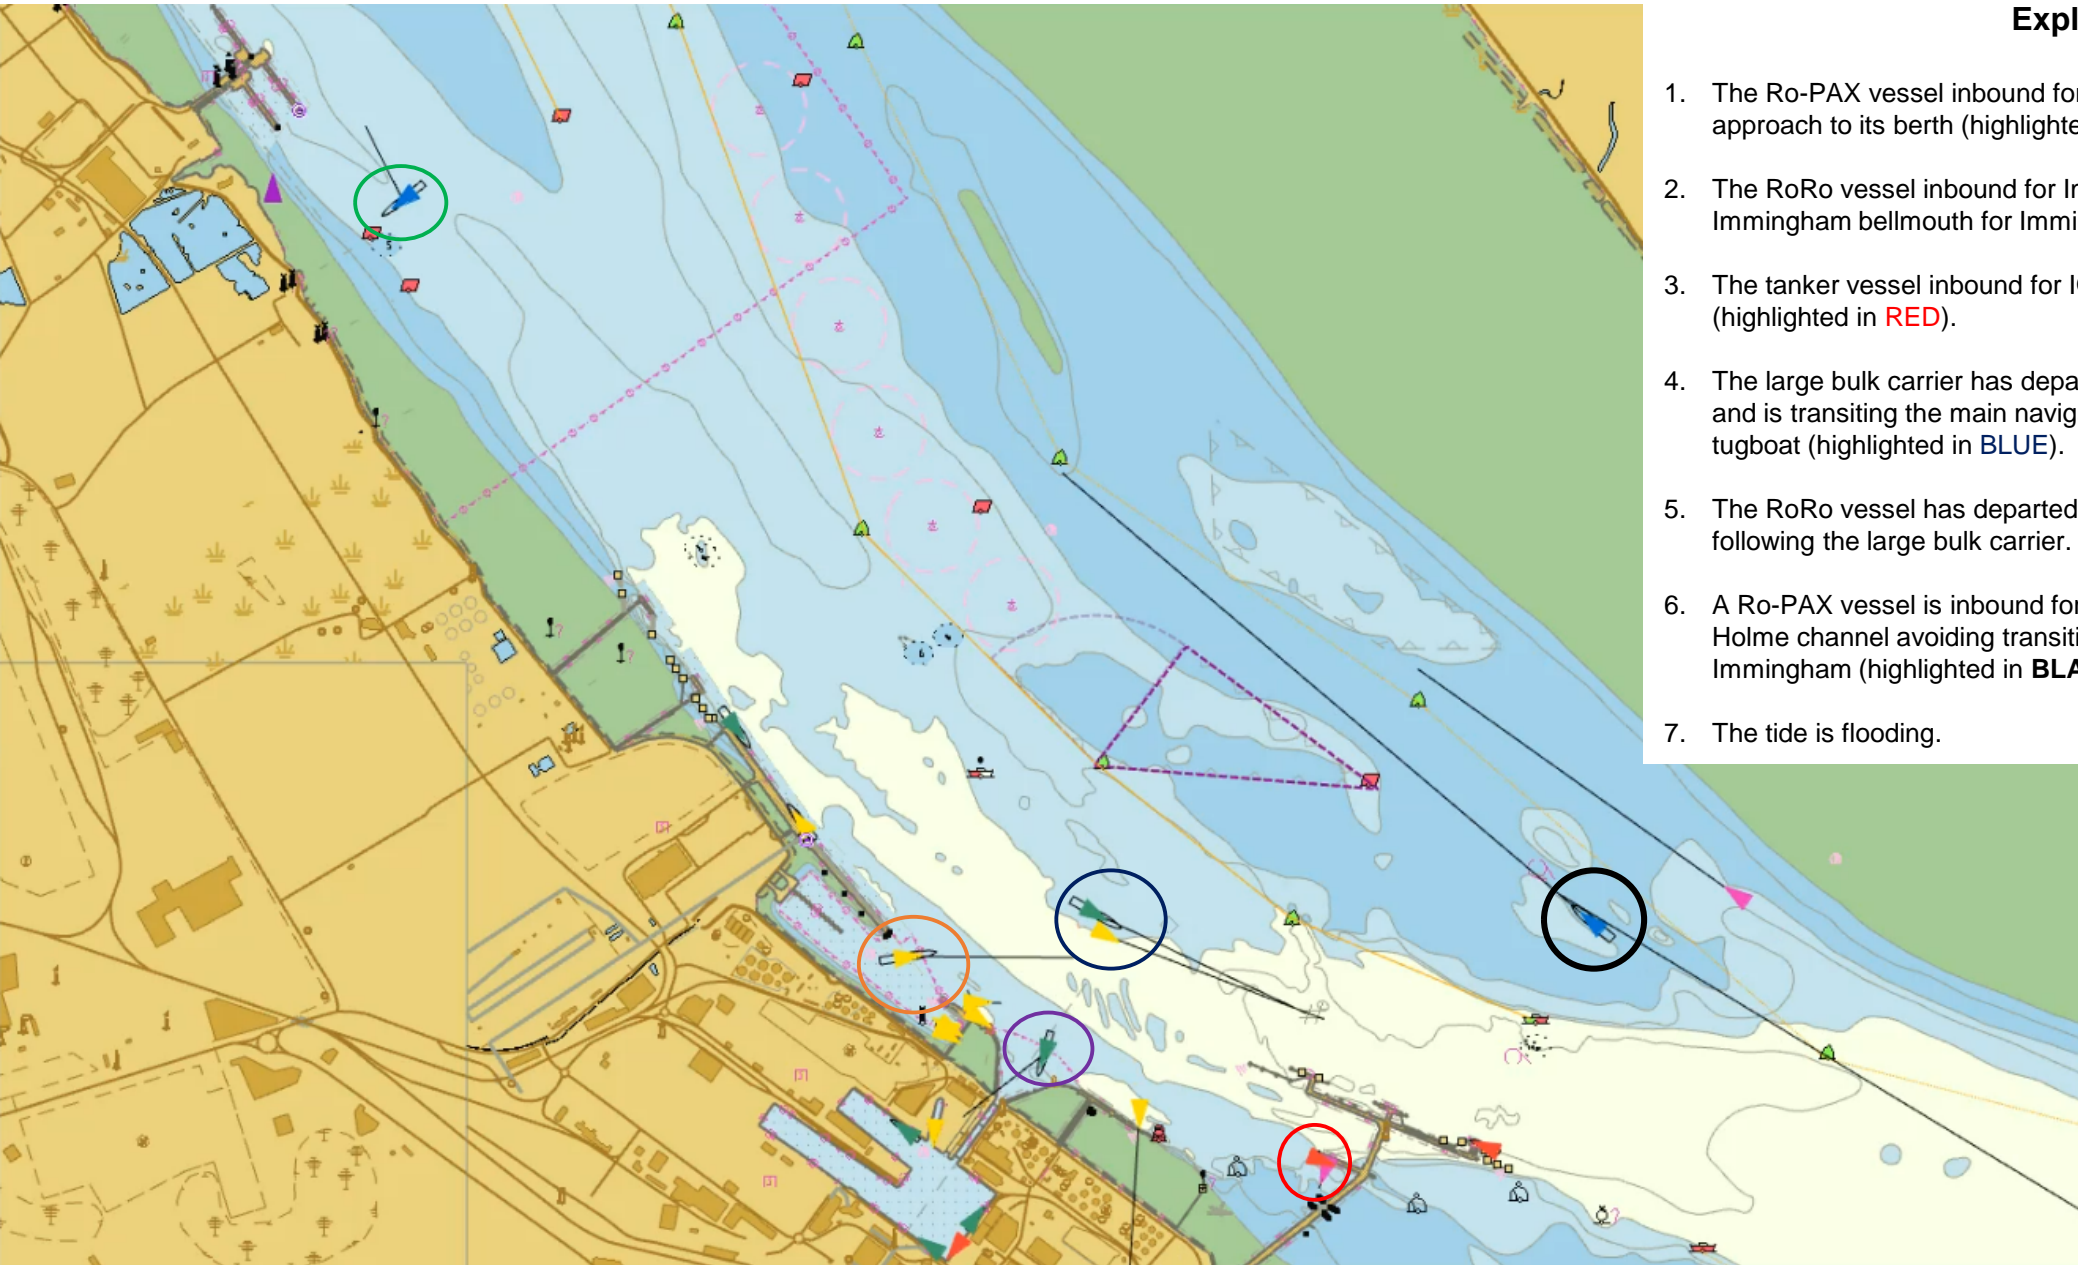 Expl
1. The Ro-PAX vessel inbound for
approach to its berth (highlighte
2. The RoRo vessel inbound for Ir
Immingham bellmouth for Immi
3. The tanker vessel inbound for I
(highlighted in RED).
4. The large bulk carrier has depa
and is transiting the main navig
tugboat (highlighted in BLUE).
5. The RoRo vessel has departed
following the large bulk carrier.
6. A Ro-PAX vessel is inbound for
Holme channel avoiding transiti
Immingham (highlighted in BLA
7. The tide is flooding.